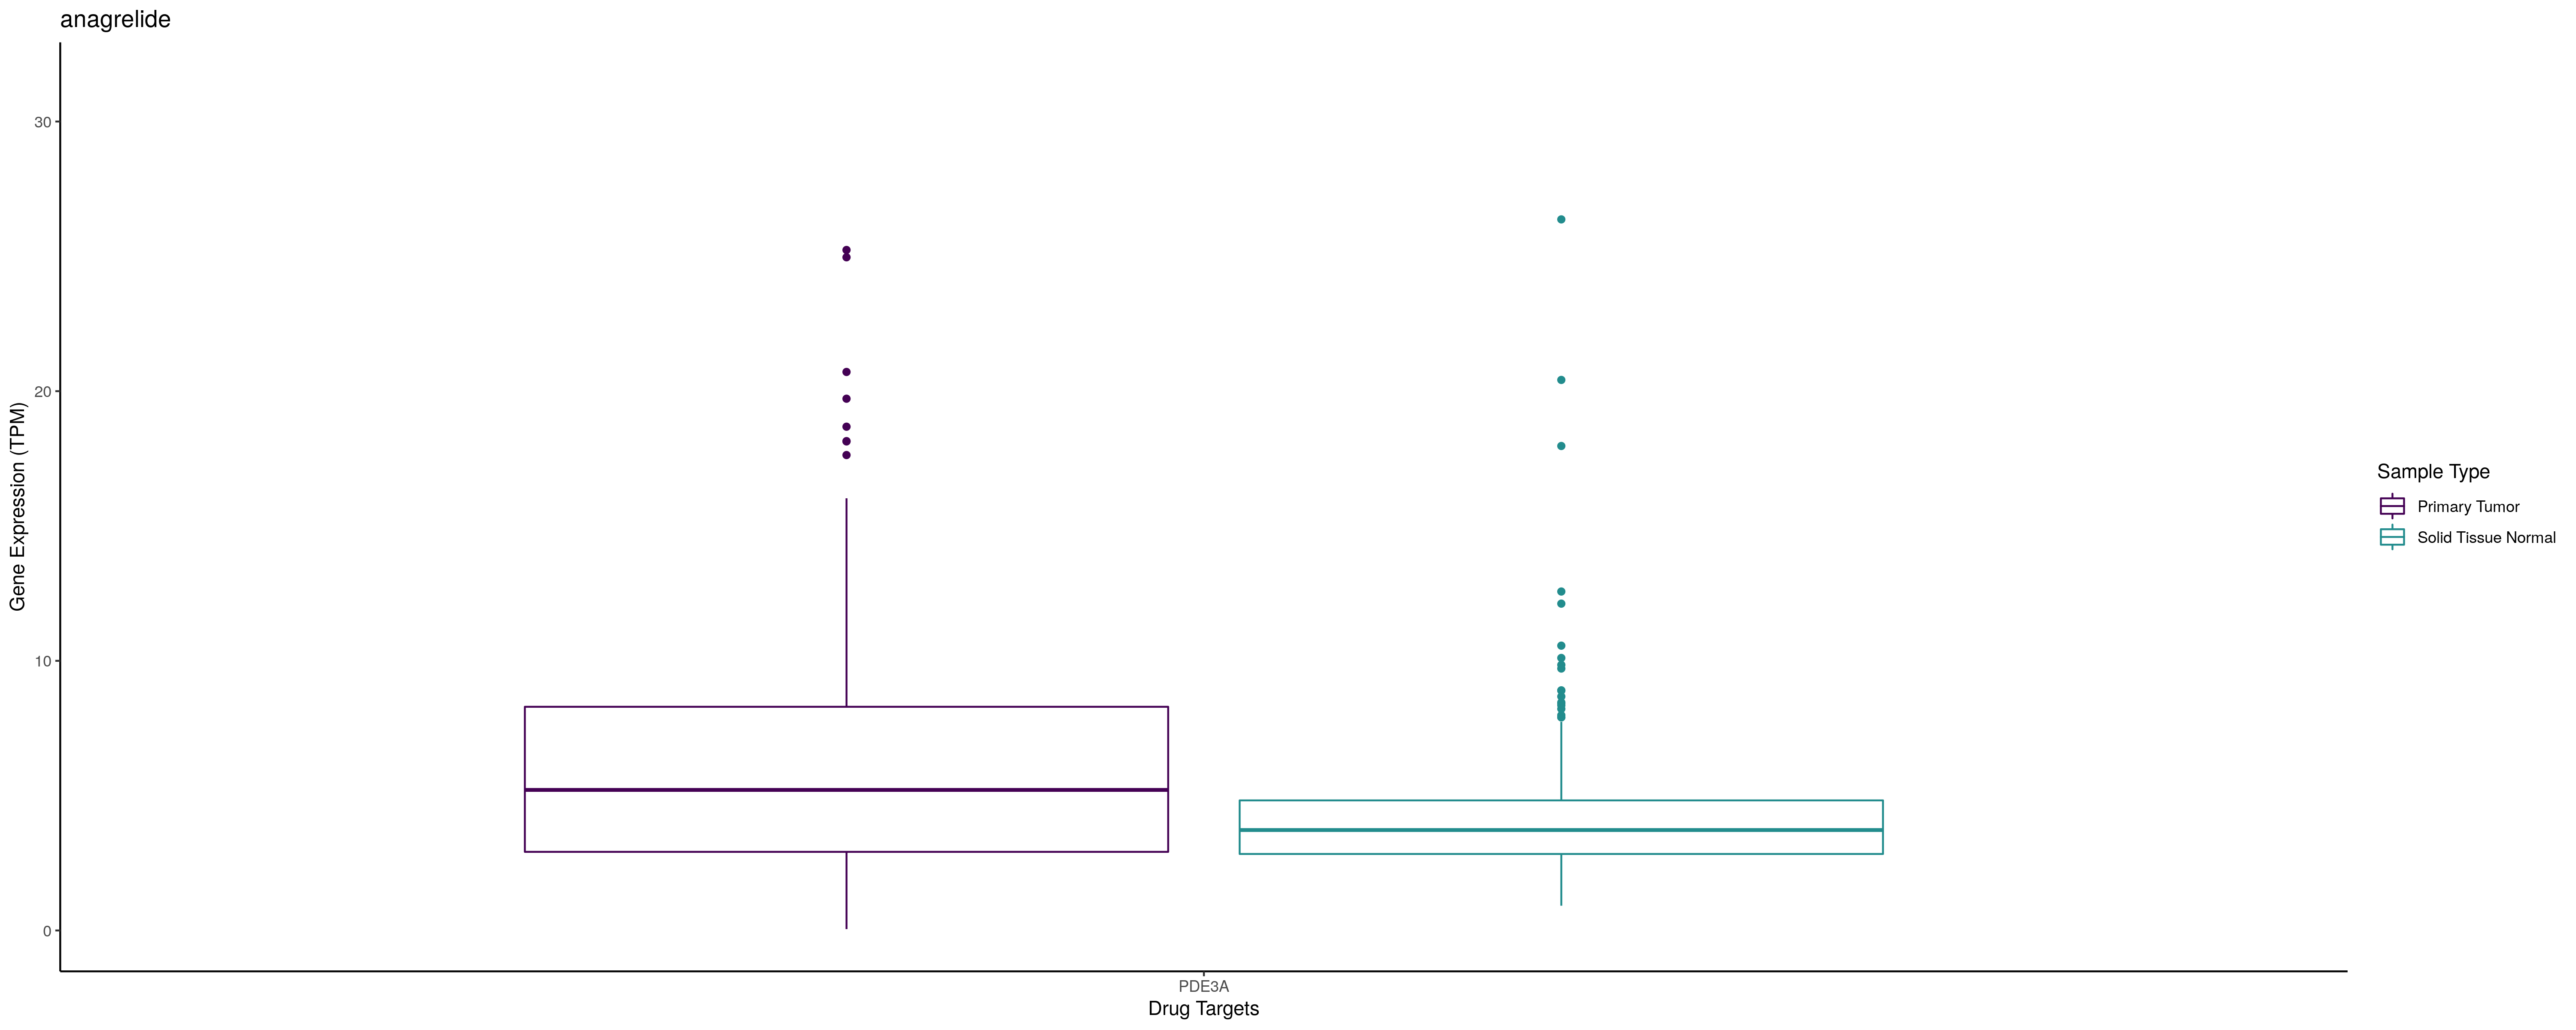 anagrelide
30
20
10
0
Gene Expression (TPM)
PDE3A
Drug Targets
Sample Type
Primary Tumor
Solid Tissue Normal